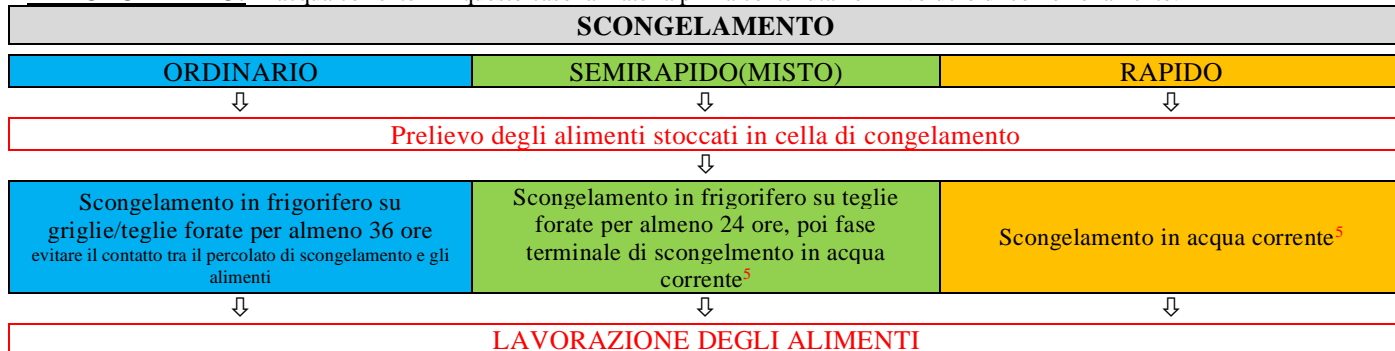 SCONGELAMENTO
ORDINARIO
SEMIRAPIDO(MISTO)
RAPIDO
⇩ ⇩ ⇩
Prelievo degli alimenti stoccati in cella di congelamento
⇩
Scongelamento in frigorifero su
griglie/teglie forate per almeno 36 ore
evitare il contatto tra il percolato di scongelamento e gli
alimenti
Scongelamento in frigorifero su teglie
forate per almeno 24 ore, poi fase
terminale di scongelmento in acqua
corrente⁵
Scongelamento in acqua corrente⁵
⇩ ⇩ ⇩
LAVORAZIONE DEGLI ALIMENTI